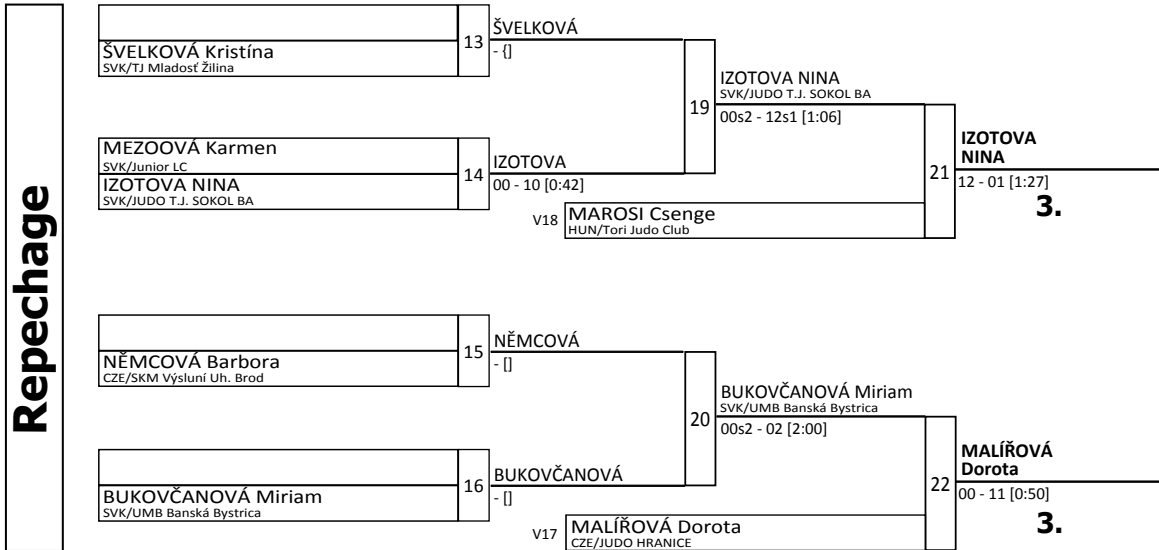 Repechage
ŠVELKOVÁ Kristína
SVK/TJ Mladosť Žilina
13
ŠVELKOVÁ
- {]
MEZOOVÁ Karmen
SVK/Junior LC
IZOTOVA NINA
SVK/JUDO T.J. SOKOL BA
14
IZOTOVA
00 - 10 [0:42]
19
IZOTOVA NINA
SVK/JUDO T.J. SOKOL BA
00s2 - 12s1 [1:06]
V18
MAROSI Csenge
HUN/Tori Judo Club
21
IZOTOVA
NINA
12 - 01 [1:27]
3.
NĚMCOVÁ Barbora
CZE/SKM Výsluní Uh. Brod
15
NĚMCOVÁ
- []
BUKOVČANOVÁ Miriam
SVK/UMB Banská Bystrica
16
BUKOVČANOVÁ
- []
20
BUKOVČANOVÁ Miriam
SVK/UMB Banská Bystrica
00s2 - 02 [2:00]
V17
MALÍŘOVÁ Dorota
CZE/JUDO HRANICE
22
MALÍŘOVÁ
Dorota
00 - 11 [0:50]
3.